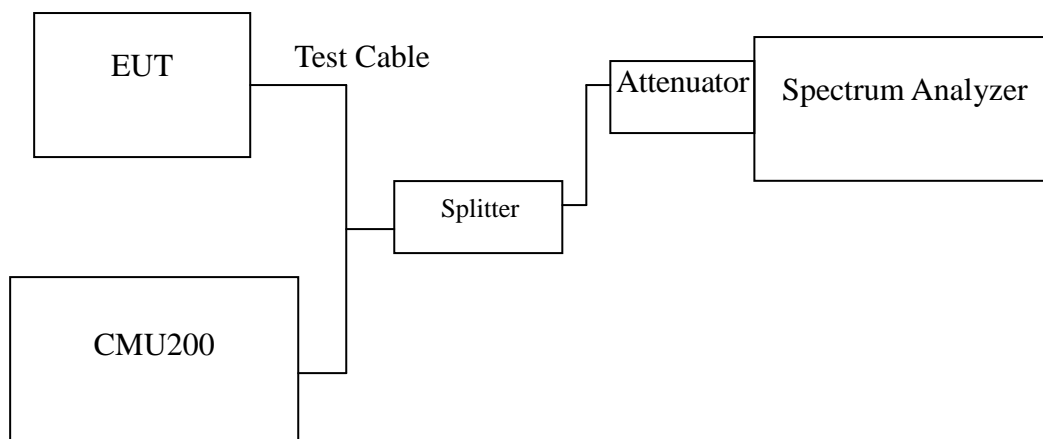 EUT
Test Cable
Attenuator
Spectrum Analyzer
Splitter
CMU200